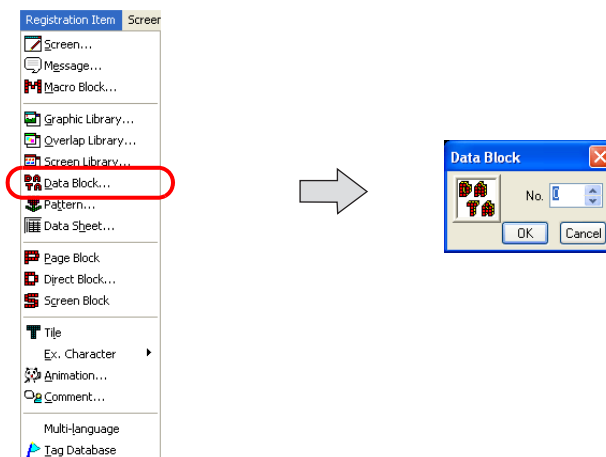 Registration Item Screen
Screen...
Message...
Macro Block...
Graphic Library...
Overlap Library...
Screen Library...
Data Block...
Pattern...
Data Sheet...
Page Block
Direct Block...
Screen Block
Tile
Ex. Character
Animation...
Comment...
Multi-language
Tag Database
Data Block
DATA
No. 0
OK Cancel